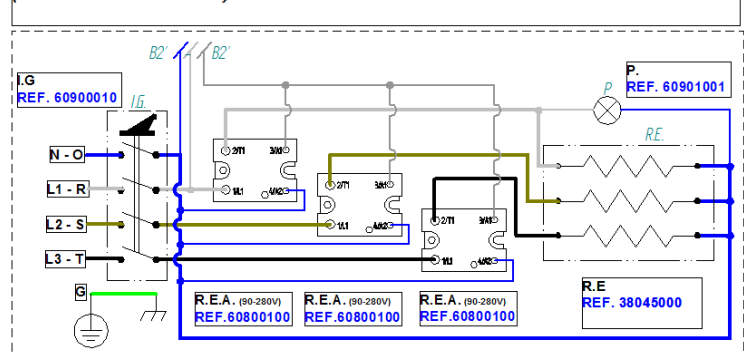 B2' B2'
I.G
REF. 60900010
I.G.
P.
REF. 60901001
P
R.E.
N - O
L1 - R
L2 - S
L3 - T
G
2/T1 3/A1
1/L1 4/A2
2/T1 3/A1
1/L1 4/A2
2/T1 3/A1
1/L1 4/A2
R.E.A. (90-280V)
REF.60800100
R.E.A. (90-280V)
REF.60800100
R.E.A. (90-280V)
REF.60800100
R.E
REF. 38045000